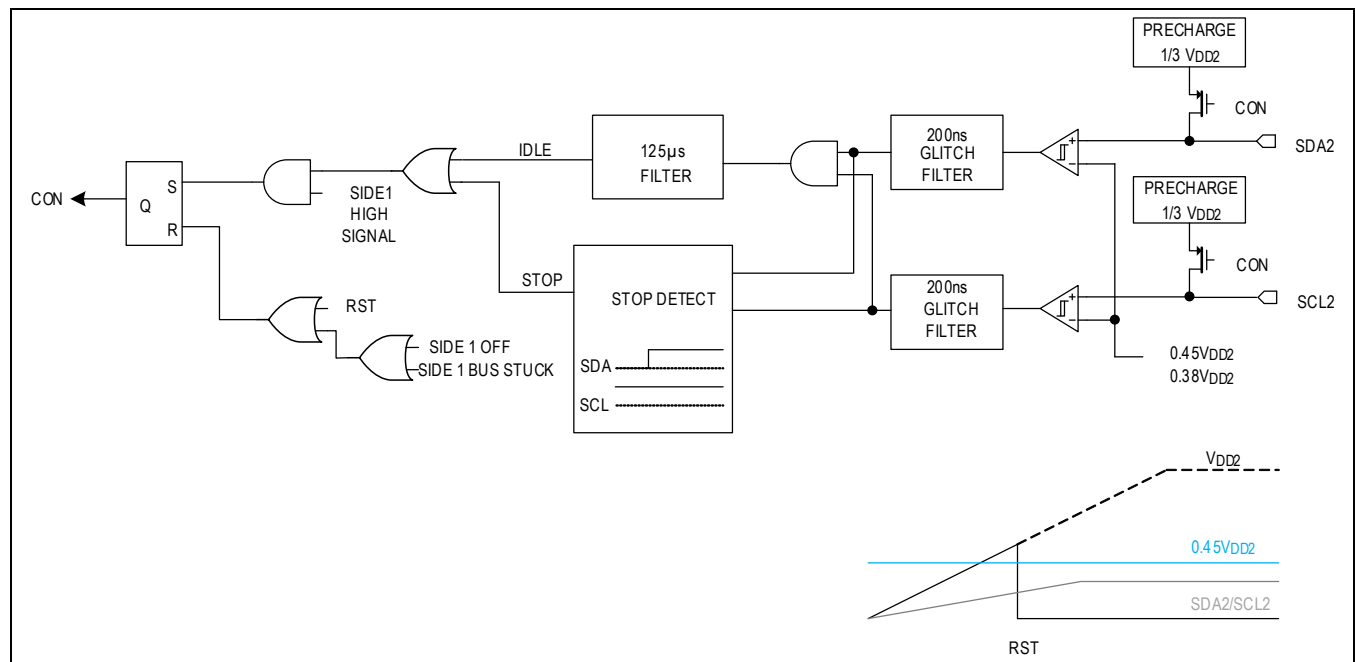 PRECHARGE
1/3 VDD2
CON
SDA2
200ns
GLITCH
FILTER
125µs
FILTER
IDLE
S
Q
R
CON
SIDE1
HIGH
SIGNAL
PRECHARGE
1/3 VDD2
CON
SCL2
200ns
GLITCH
FILTER
STOP
STOP DETECT
SDA
SCL
RST
SIDE 1 OFF
SIDE 1 BUS STUCK
0.45VDD2
0.38VDD2
VDD2
0.45VDD2
SDA2/SCL2
RST